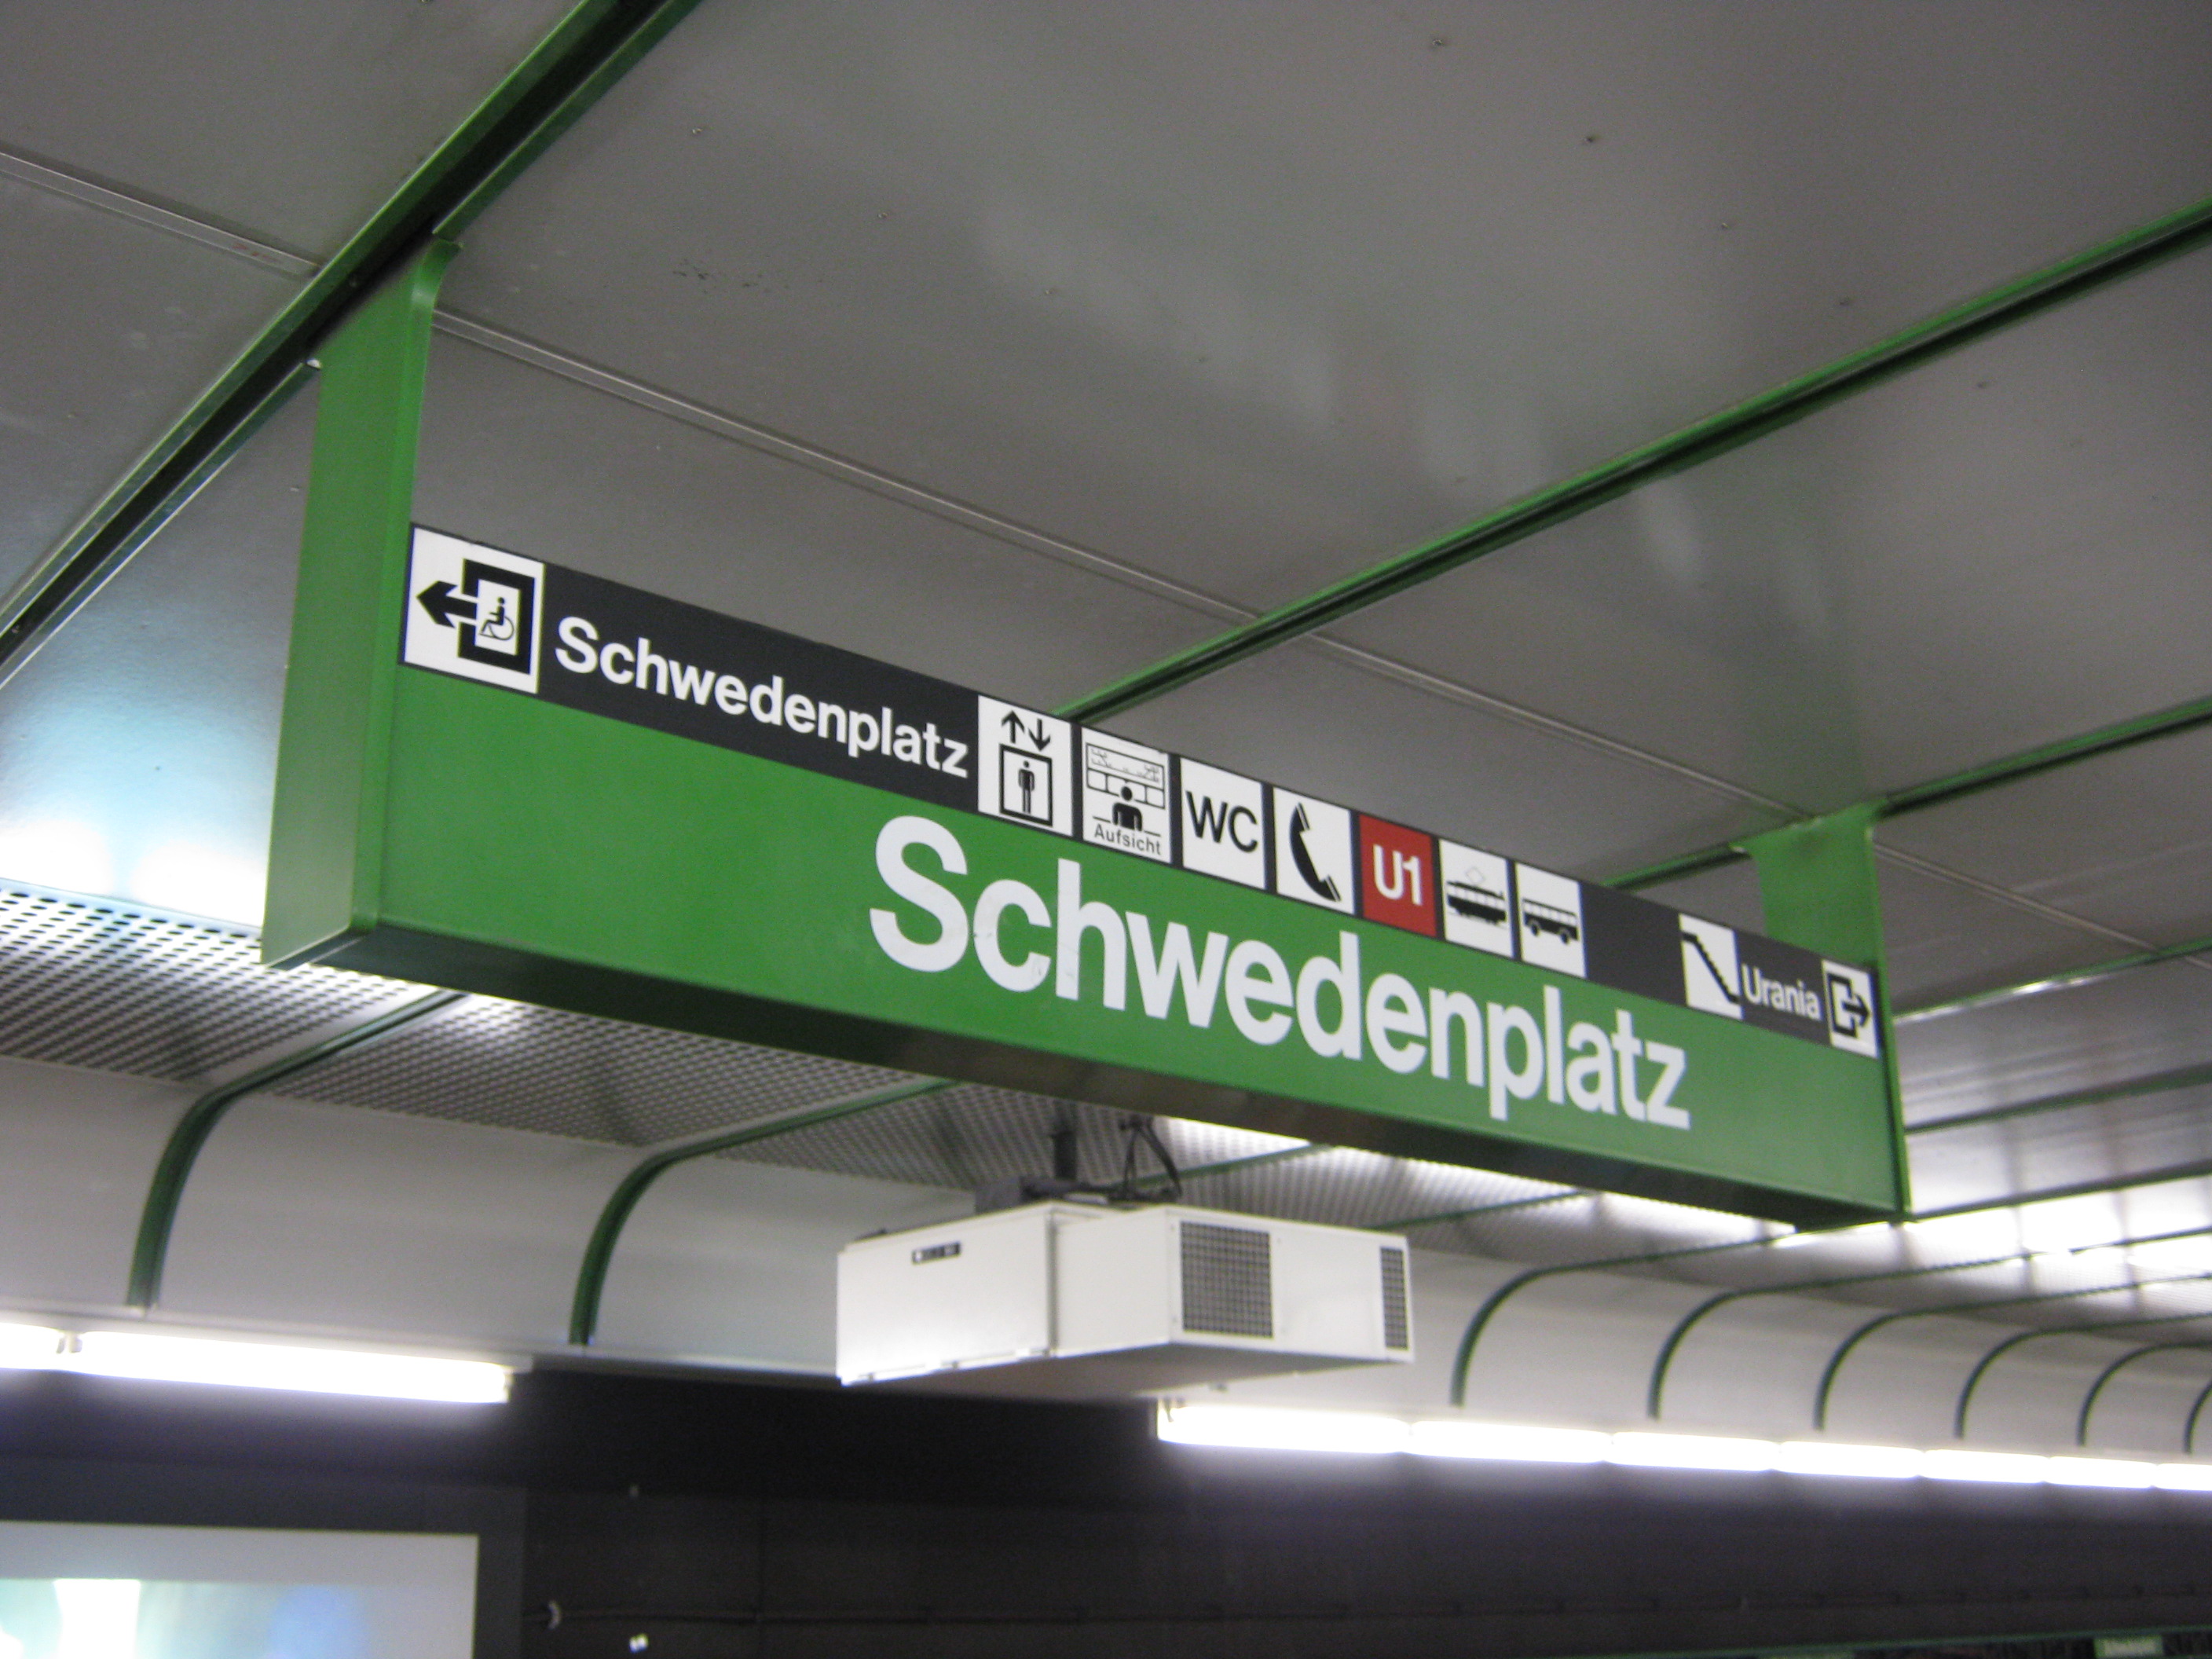 Schwedenplatz Aufsicht WC U1 Urania
Schwedenplatz